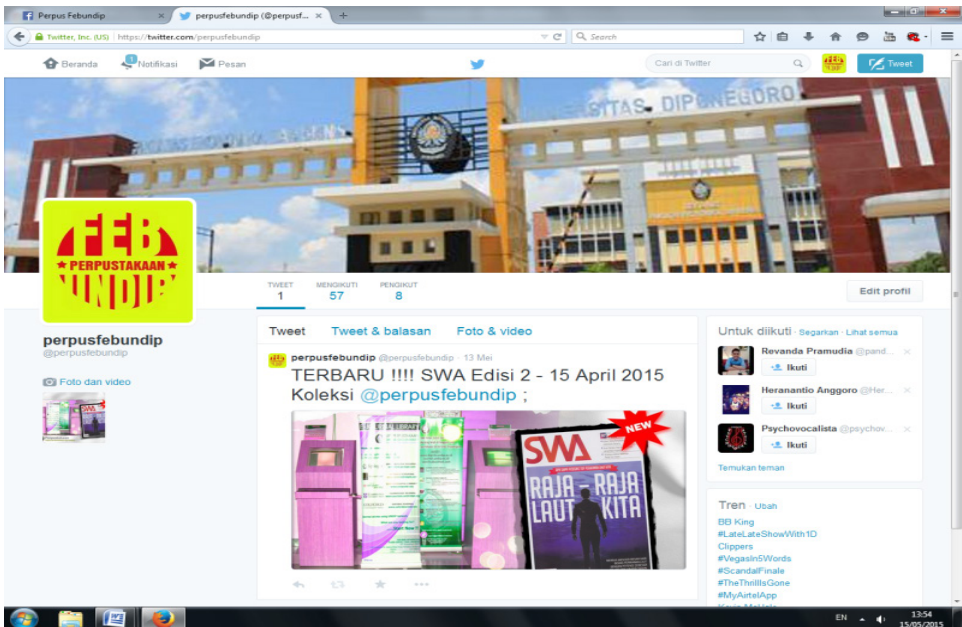 Perpus Febundip
perpusfebundip (@perpusf...
Twitter, Inc. (US)
https://twitter.com/perpusfebundip
Search
Beranda
1
Notifikasi
Pesan
Cari di Twitter
Tweet
UNIVERSITAS DIPONEGORO
FEB
PERPUSTAKAAN
UNDIP
TWEET
1
MENGIKUTI
57
PENGIKUT
8
Edit profil
perpusfebundip
@perpusfebundip
Foto dan video
Tweet
Tweet & balasan
Foto & video
perpusfebundip @perpusfebundip · 13 Mei
TERBARU !!!! SWA Edisi 2 - 15 April 2015
Koleksi @perpusfebundip ;
NEW
SWA
RAJA - RAJA
LAUT KITA
Untuk diikuti · Segarkan · Lihat semua
Revanda Pramudia @pand...
Ikuti
Heranantio Anggoro @Her...
Ikuti
Psychovocalista @psychov...
Ikuti
Temukan teman
Tren · Ubah
BB King
#LateLateShowWith1D
Clippers
#VegasIn5Words
#ScandalFinale
#TheThrillIsGone
#MyAirtelApp
EN
13:54
15/05/2015